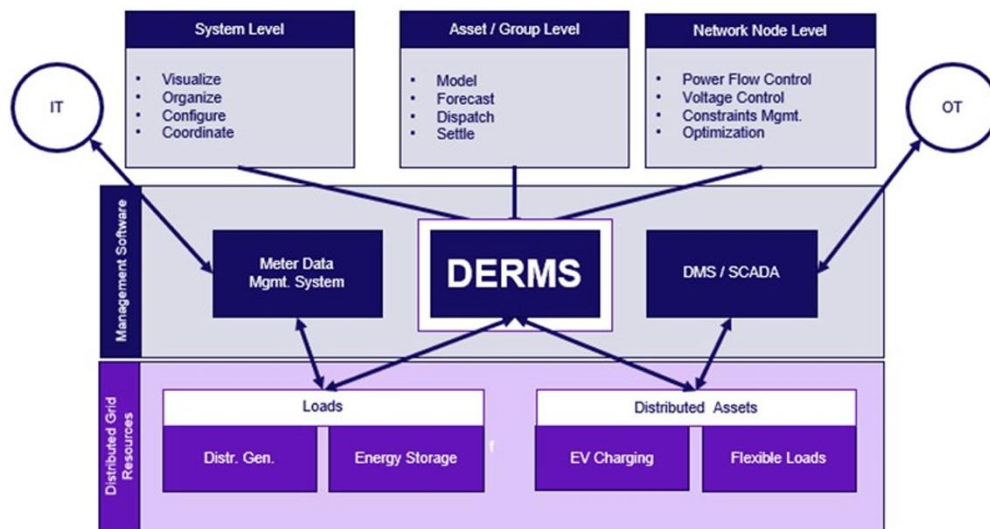 System Level
• Visualize
• Organize
• Configure
• Coordinate
Asset / Group Level
• Model
• Forecast
• Dispatch
• Settle
Network Node Level
• Power Flow Control
• Voltage Control
• Constraints Mgmt.
• Optimization
IT
OT
Management Software
Meter Data
Mgmt. System
DERMS
DMS / SCADA
Distributed Grid
Resources
Loads
Distr. Gen.
Energy Storage
f
Distributed Assets
EV Charging
Flexible Loads